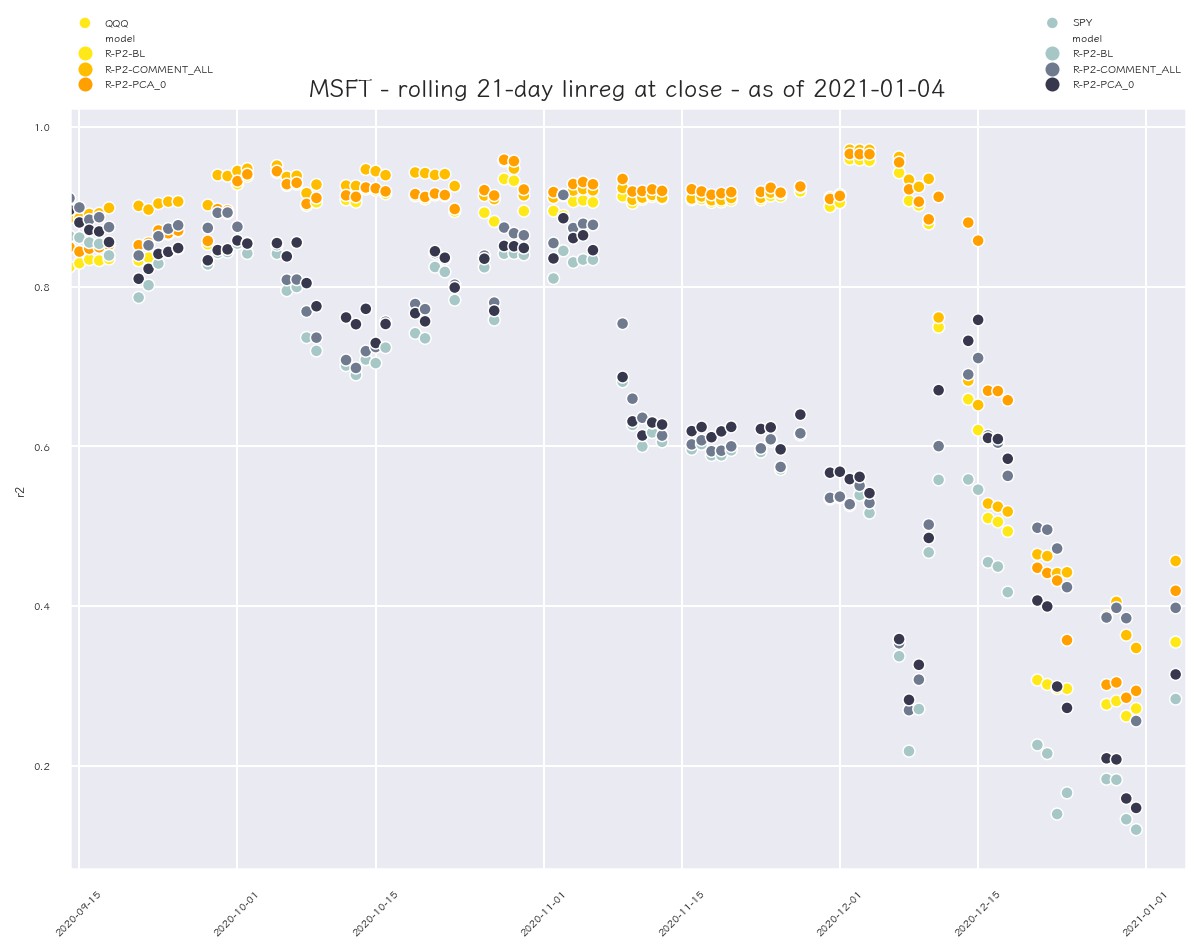 QQQ
model
R-P2-BL
R-P2-COMMENT_ALL
R-P2-PCA_0
SPY
model
R-P2-BL
R-P2-COMMENT_ALL
R-P2-PCA_0
MSFT - rolling 21-day linreg at close - as of 2021-01-04
1.0
0.8
0.6
0.4
0.2
r2
2020-09-15
2020-10-01
2020-10-15
2020-11-01
2020-11-15
2020-12-01
2020-12-15
2021-01-01